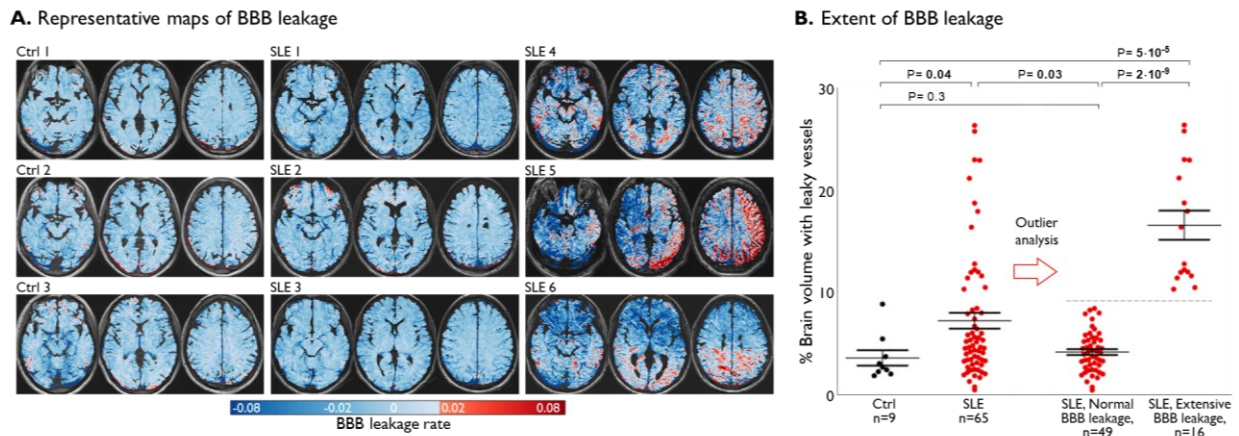 A. Representative maps of BBB leakage
Ctrl 1
SLE 1
SLE 4
Ctrl 2
SLE 2
SLE 5
Ctrl 3
SLE 3
SLE 6
-0.08 -0.02 0 0.02 0.08
BBB leakage rate
B. Extent of BBB leakage
P= 5·10-5
P= 0.04 P= 0.03 P= 2·10-9
P= 0.3
% Brain volume with leaky vessels
30
20
10
0
Outlier
analysis
Ctrl
n=9
SLE
n=65
SLE, Normal
BBB leakage,
n=49
SLE, Extensive
BBB leakage,
n=16